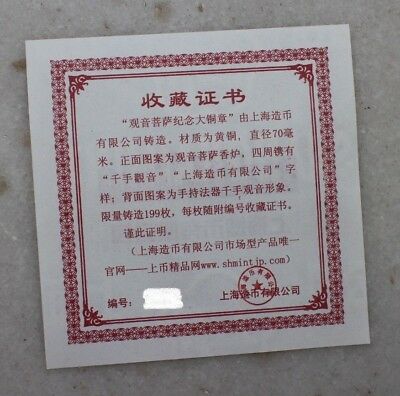 收藏证书
“观音菩萨纪念大铜章”由上海造币
有限公司铸造。材质为黄铜，直径70毫
米。正面图案为观音菩萨香炉，四周镌有
“千手觀音”“上海造币有限公司”字
样；背面图案为手持法器千手观音形象。
限量铸造199枚，每枚随附编号收藏证书。
谨此证明。
（上海造币有限公司市场型产品唯一
官网——上币精品网www.shmintjp.com）
编号：
上海造币有限公司